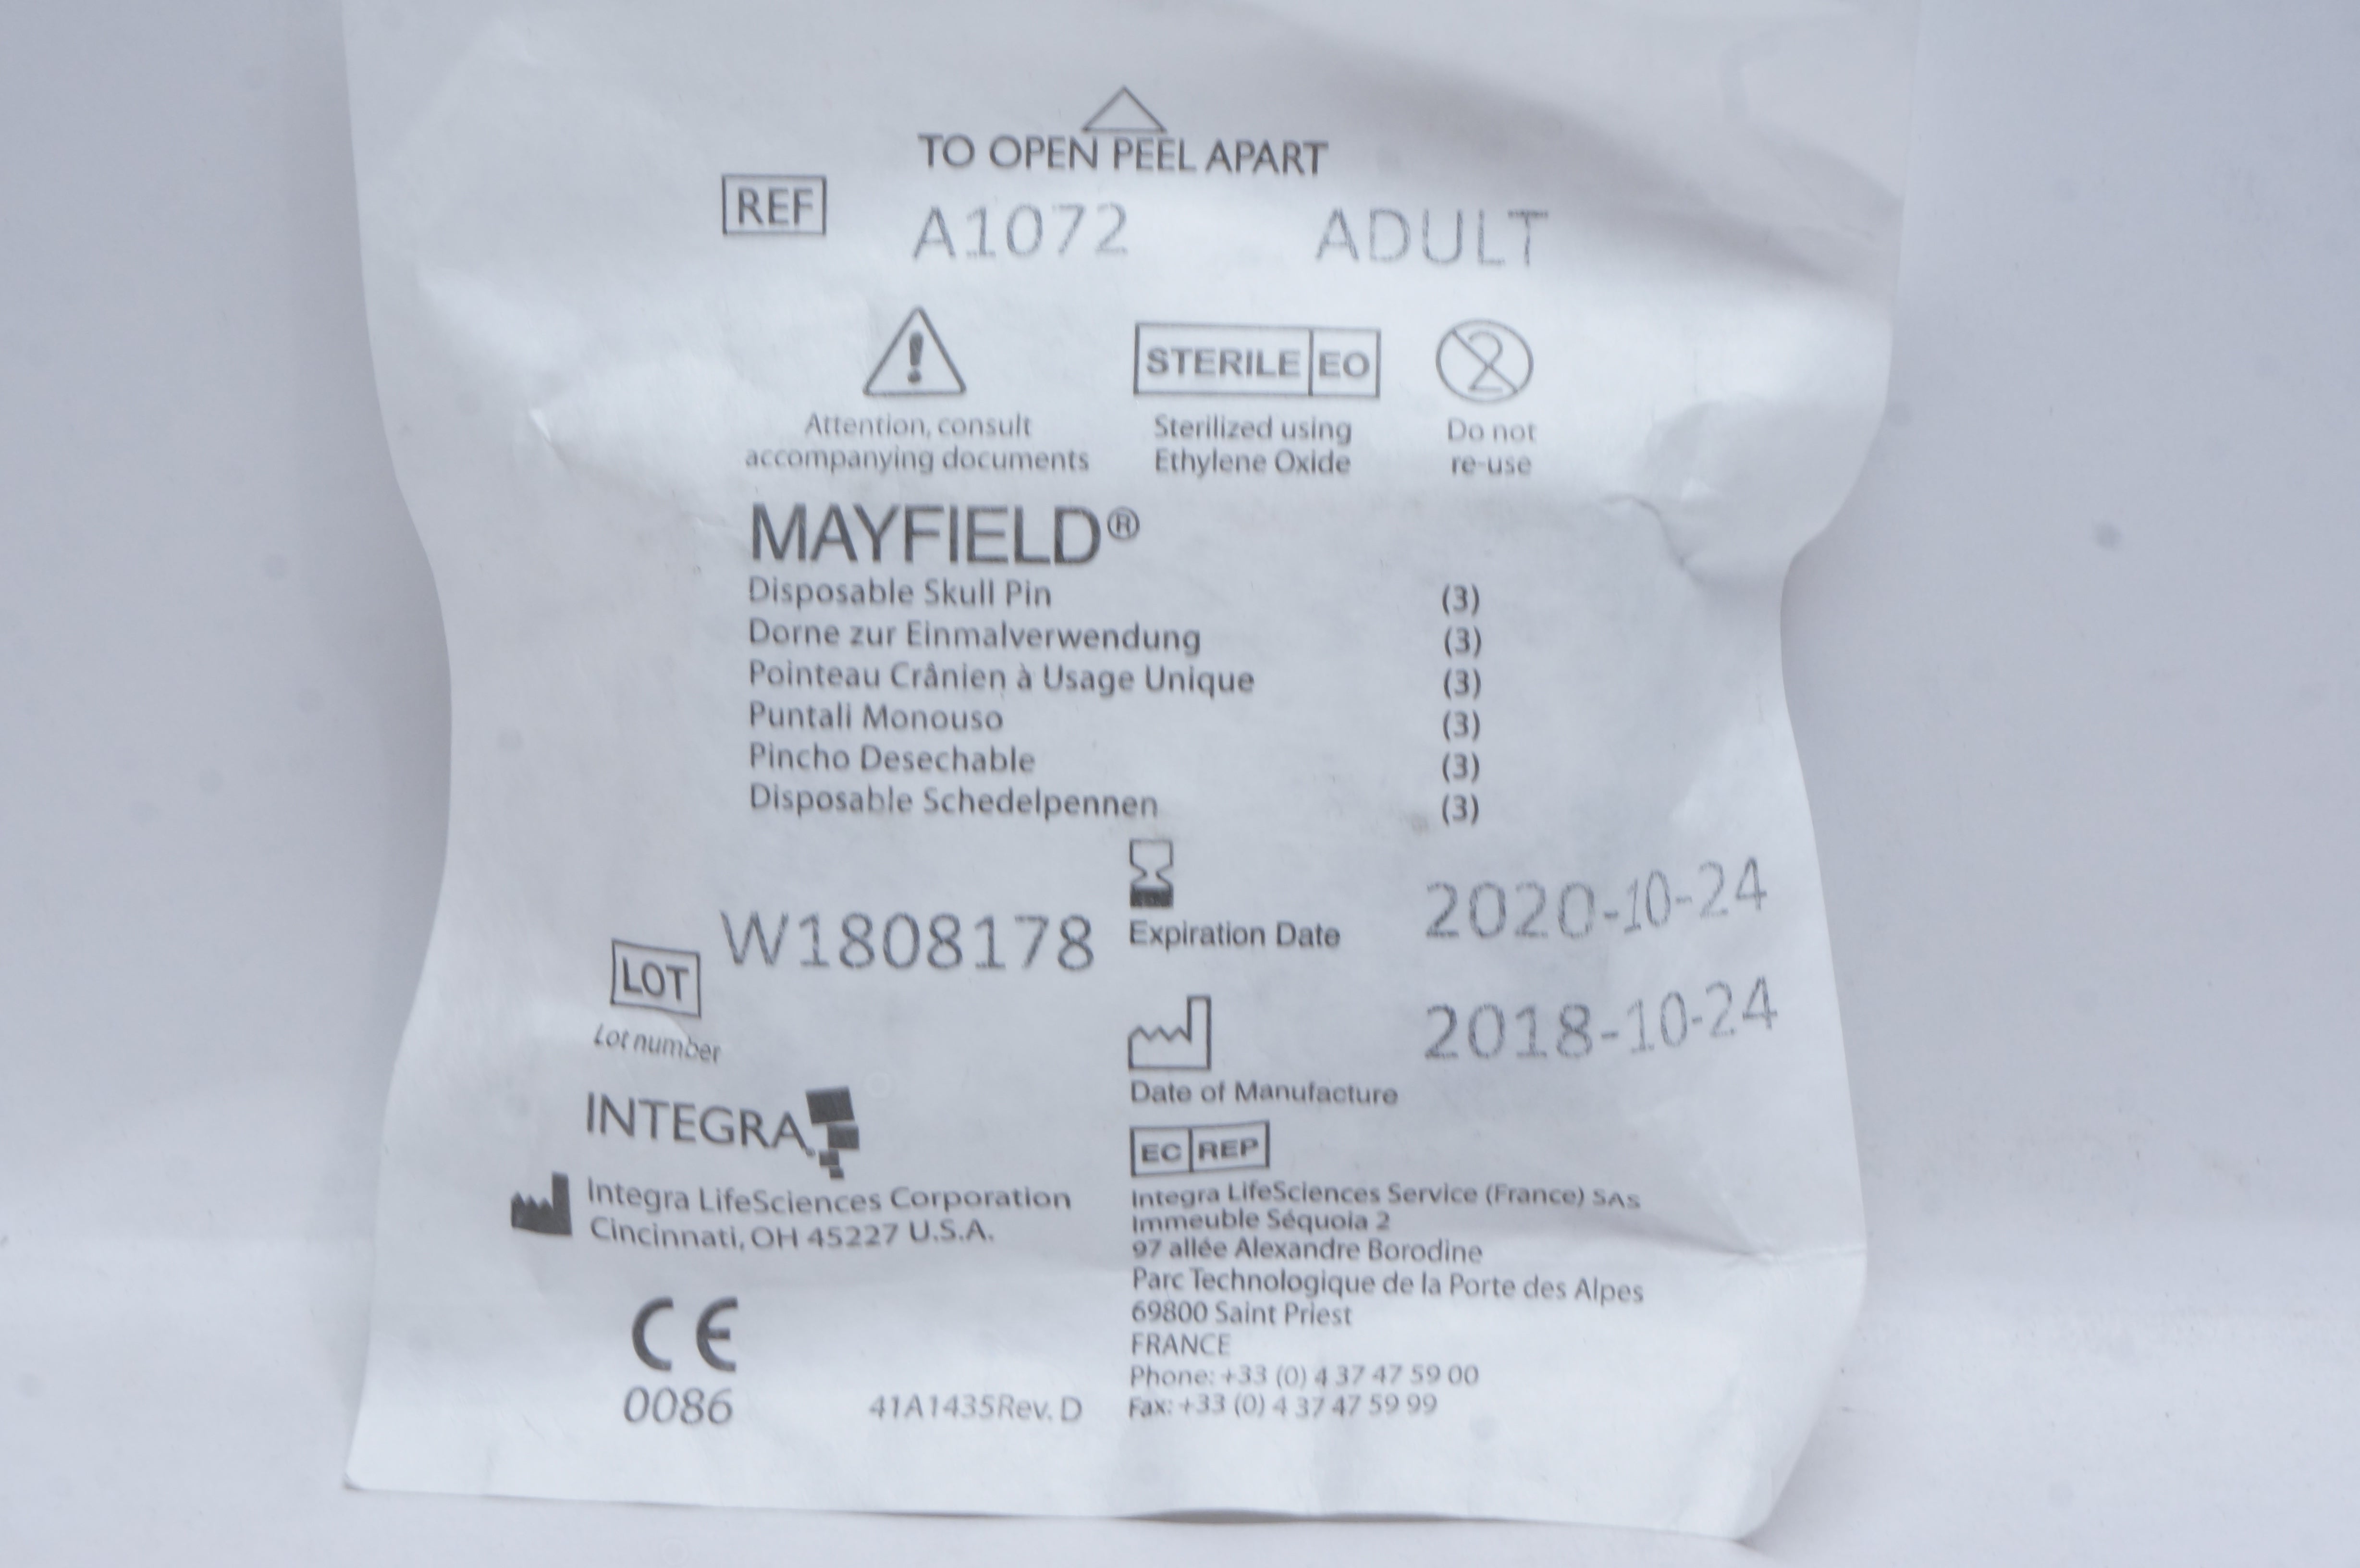 TO OPEN PEEL APART
REF A1072 ADULT
Attention, consult
accompanying documents
STERILE EO
Sterilized using
Ethylene Oxide
2
Do not
re-use
MAYFIELD®
Disposable Skull Pin (3)
Dorne zur Einmalverwendung (3)
Pointeau Crânien à Usage Unique (3)
Puntali Monouso (3)
Pincho Desechable (3)
Disposable Schedelpennen (3)
LOT W1808178
Lot number
Expiration Date 2020-10-24
2018-10-24
Date of Manufacture
INTEGRA
Integra LifeSciences Corporation
Cincinnati, OH 45227 U.S.A.
EC REP
Integra LifeSciences Service (France) SAS
Immeuble Séquoia 2
97 allée Alexandre Borodine
Parc Technologique de la Porte des Alpes
69800 Saint Priest
FRANCE
Phone: +33 (0) 4 37 47 59 00
Fax: +33 (0) 4 37 47 59 99
CE
0086
41A1435Rev. D